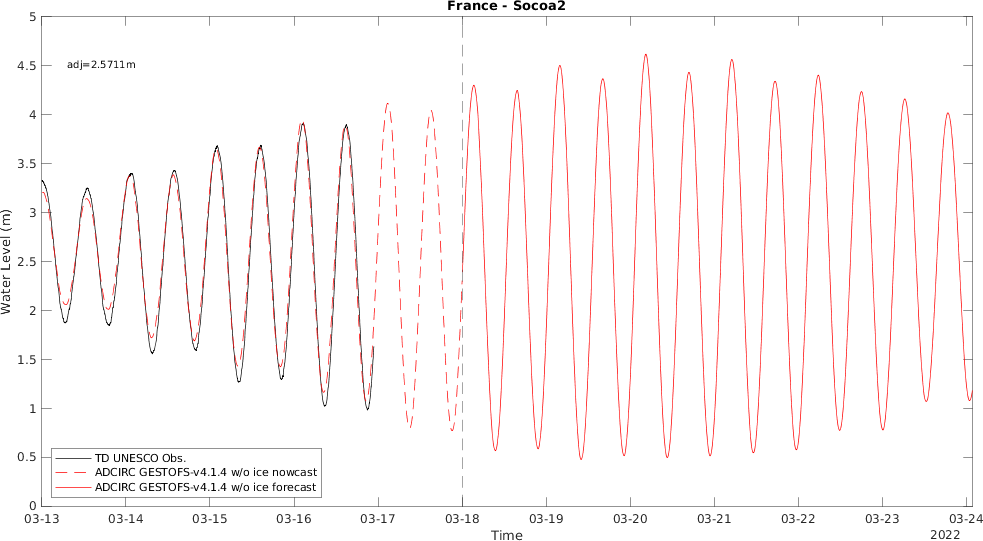 France - Socoa2
adj=2.5711m
Water Level (m)
5
4.5
4
3.5
3
2.5
2
1.5
1
0.5
0
TD UNESCO Obs.
ADCIRC GESTOFS-v4.1.4 w/o ice nowcast
ADCIRC GESTOFS-v4.1.4 w/o ice forecast
03-13 03-14 03-15 03-16 03-17 03-18 03-19 03-20 03-21 03-22 03-23 03-24
Time
2022